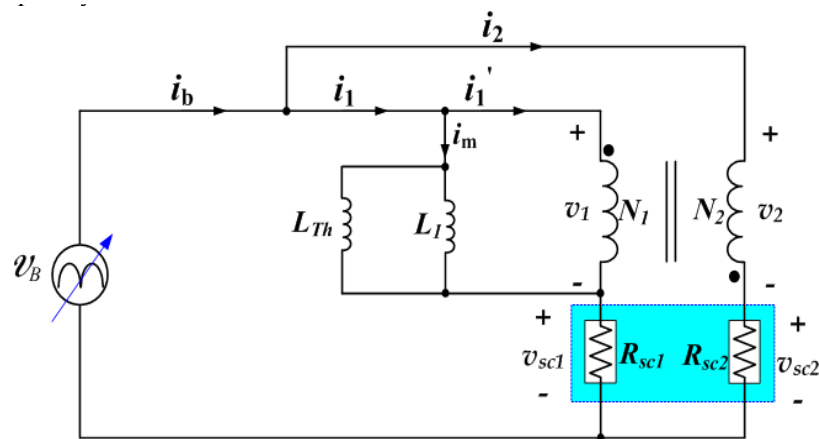 i2
ib i1 i1'
im
+ +
LTh L1 v1 N1 N2 v2
- -
vB
+ +
vsc1 Rsc1 Rsc2 vsc2
- -